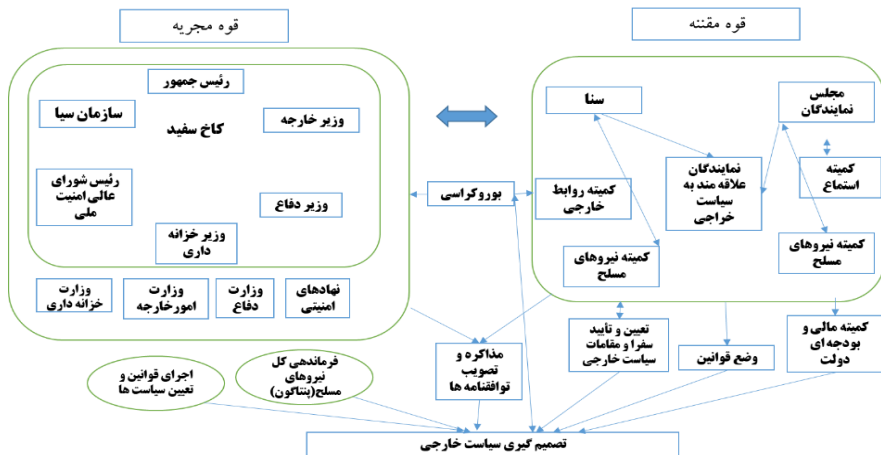 قوه مقننه
قوه مجریه
رئیس جمهور
سازمان سیا
وزیر خارجه
کاخ سفید
رئیس شورای
عالی امنیت
ملی
وزیر دفاع
وزیر خزانه
داری
وزارت
خزانه داری
وزارت
امورخارجه
وزارت
دفاع
نهادهای
امنیتی
بوروکراسی
سنا
مجلس
نمایندگان
کمیته
استماع
نمایندگان
علاقه مند به
سیاست
خراجی
کمیته روابط
خارجی
کمیته نیروهای
مسلح
کمیته نیروهای
مسلح
کمیته مالی و
بودجه ای
دولت
وضع قوانین
تعیین و تأیید
سفرا و مقامات
سیاست خارجی
مذاکره و
تصویب
توافقنامه ها
فرماندهی کل
نیروهای
مسلح(پنتاگون)
اجرای قوانین و
تعیین سیاست ها
تصمیم گیری سیاست خارجی